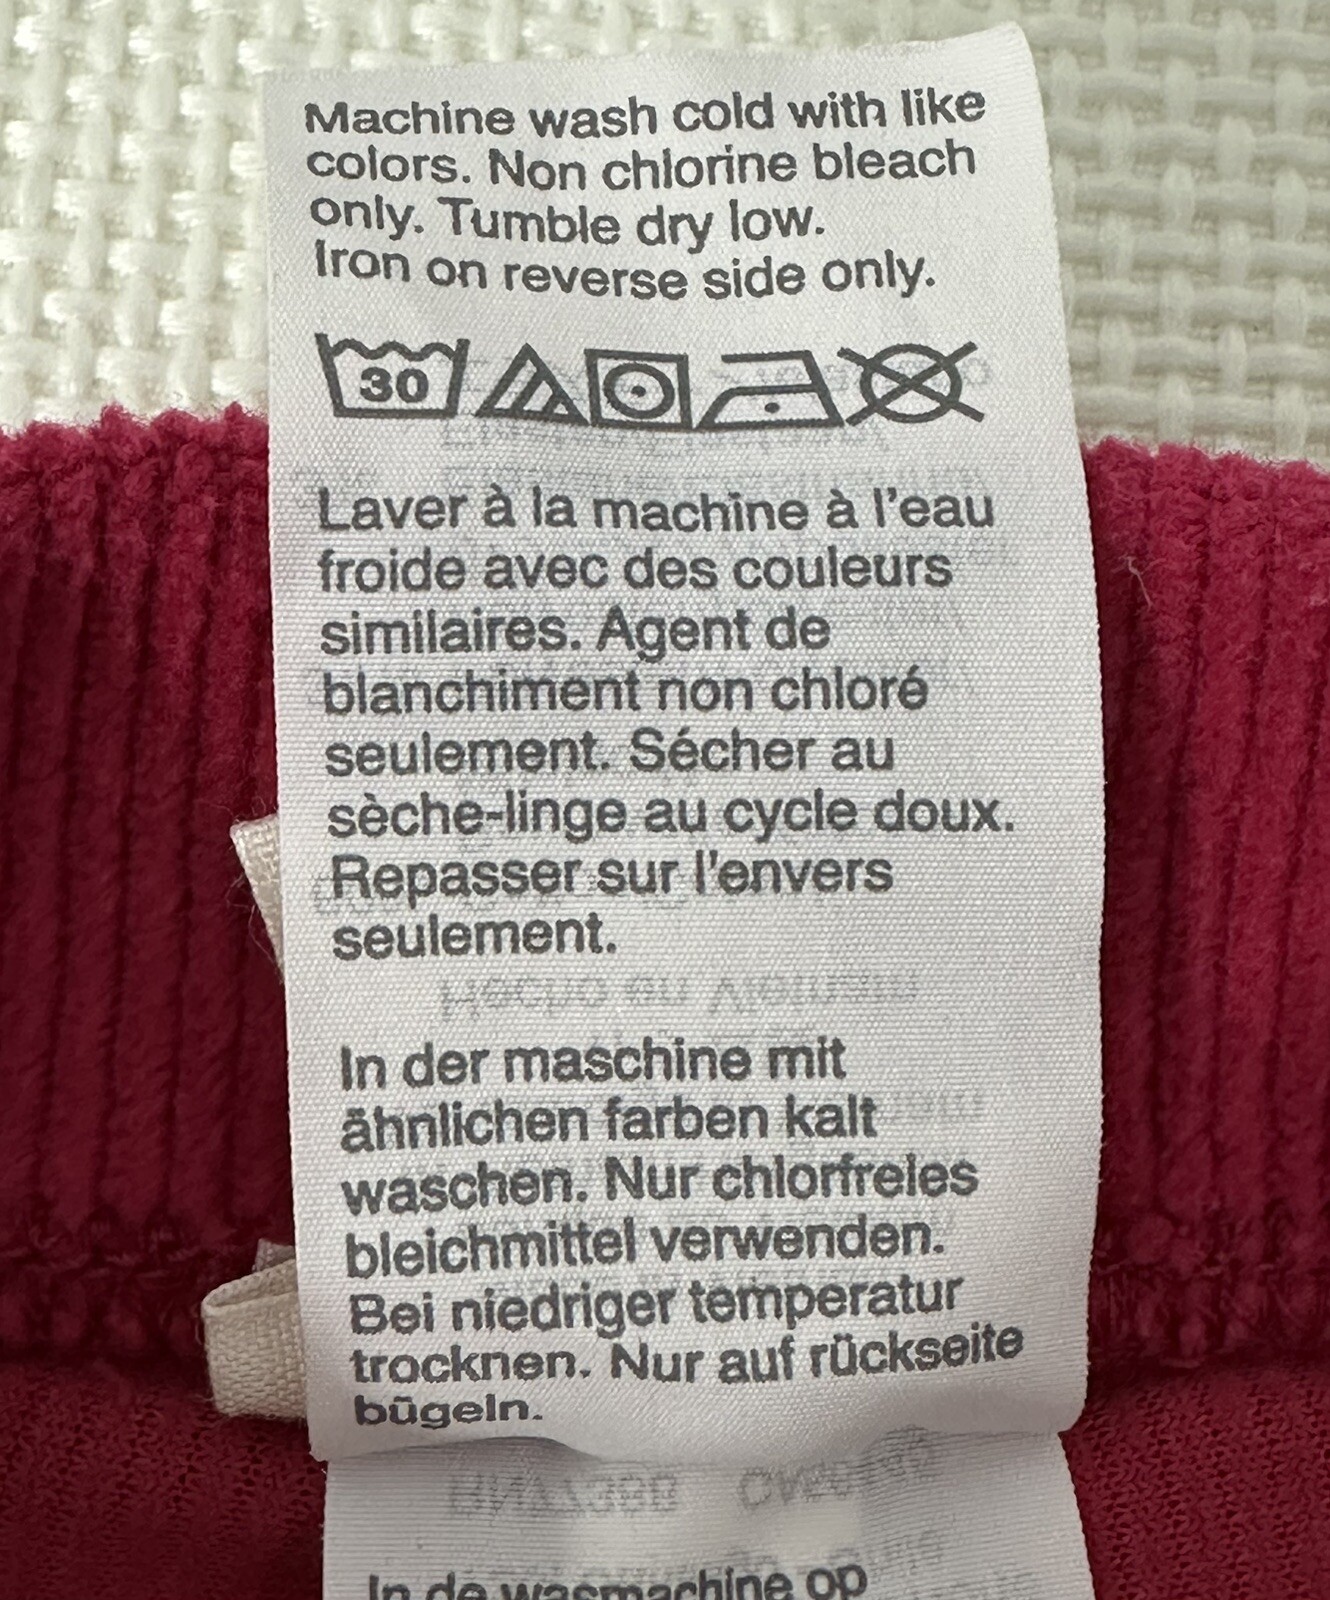 Machine wash cold with like
colors. Non chlorine bleach
only. Tumble dry low.
Iron on reverse side only.
30
Laver à la machine à l'eau
froide avec des couleurs
similaires. Agent de
blanchiment non chloré
seulement. Sécher au
sèche-linge au cycle doux.
Repasser sur l'envers
seulement.
Hecho en Vietnam
In der maschine mit
ähnlichen farben kalt
waschen. Nur chlorfreies
bleichmittel verwenden.
Bei niedriger temperatur
trocknen. Nur auf rückseite
bügeln.
In de wasmachine op